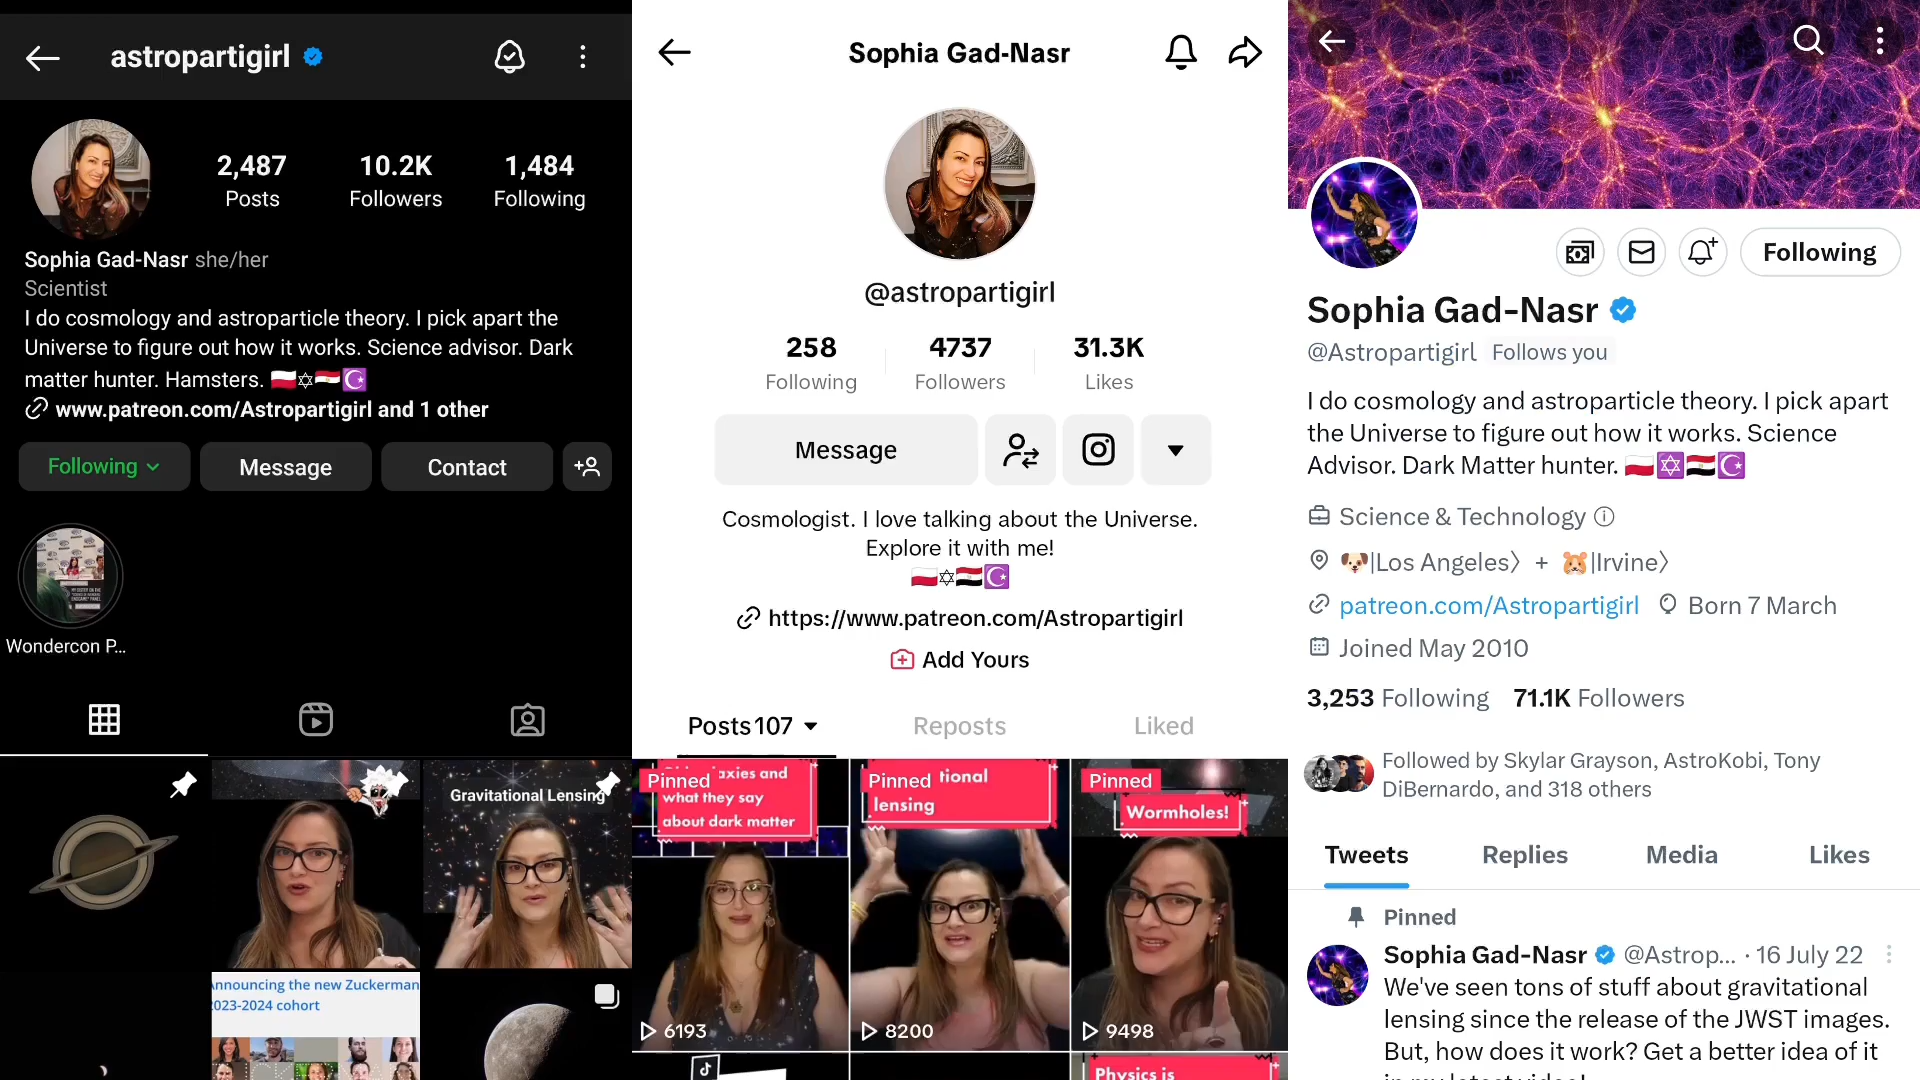 astropartigirl
2,487
Posts
10.2K
Followers
1,484
Following
Sophia Gad-Nasr she/her
Scientist
I do cosmology and astroparticle theory. I pick apart the
Universe to figure out how it works. Science advisor. Dark
matter hunter. Hamsters. 🇵🇱✡🇪🇬☪️
www.patreon.com/Astropartigirl and 1 other
Following
Message
Contact
Wondercon P...
Gravitational Lensing
Announcing the new Zuckerman
2023-2024 cohort
Sophia Gad-Nasr
@astropartigirl
258
Following
4737
Followers
31.3K
Likes
Message
Cosmologist. I love talking about the Universe.
Explore it with me!
🇵🇱✡🇪🇬☪️
https://www.patreon.com/Astropartigirl
Add Yours
Posts 107
Reposts
Liked
Pinned
axies and
what they say
about dark matter
6193
Pinned
tional
lensing
8200
Pinned
Wormholes!
9498
Physics is
Following
Sophia Gad-Nasr
@Astropartigirl Follows you
I do cosmology and astroparticle theory. I pick apart
the Universe to figure out how it works. Science
Advisor. Dark Matter hunter. 🇵🇱✡️🇪🇬☪️
Science & Technology
🐶|Los Angeles〉 + 🐹|Irvine〉
patreon.com/Astropartigirl Born 7 March
Joined May 2010
3,253 Following 71.1K Followers
Followed by Skylar Grayson, AstroKobi, Tony
DiBernardo, and 318 others
Tweets
Replies
Media
Likes
Pinned
Sophia Gad-Nasr @Astrop... · 16 July 22
We've seen tons of stuff about gravitational
lensing since the release of the JWST images.
But, how does it work? Get a better idea of it
in my latest video!